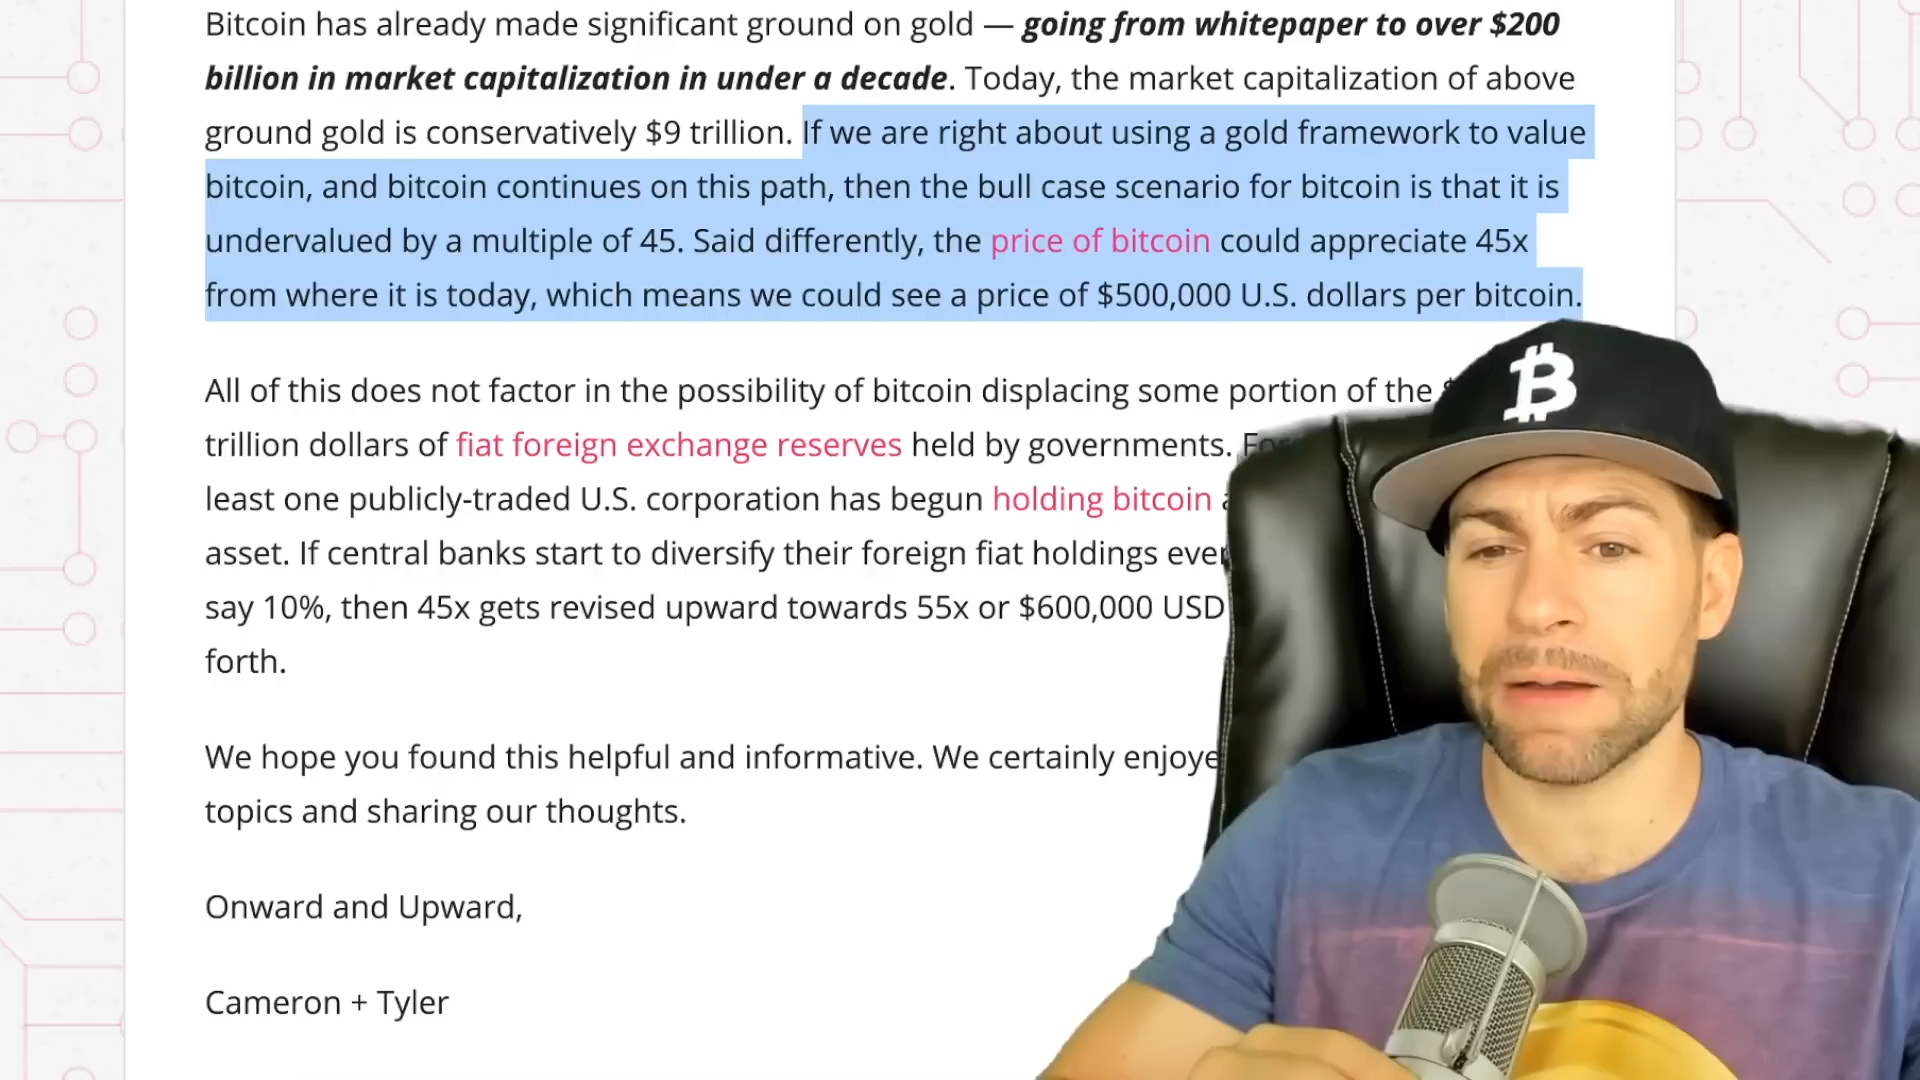 Bitcoin has already made significant ground on gold — going from whitepaper to over $200
billion in market capitalization in under a decade. Today, the market capitalization of above
ground gold is conservatively $9 trillion. If we are right about using a gold framework to value
bitcoin, and bitcoin continues on this path, then the bull case scenario for bitcoin is that it is
undervalued by a multiple of 45. Said differently, the price of bitcoin could appreciate 45x
from where it is today, which means we could see a price of $500,000 U.S. dollars per bitcoin.
All of this does not factor in the possibility of bitcoin displacing some portion of the
trillion dollars of fiat foreign exchange reserves held by governments.
least one publicly-traded U.S. corporation has begun holding bitcoin
asset. If central banks start to diversify their foreign fiat holdings
say 10%, then 45x gets revised upward towards 55x or $600,000 USD
forth.
We hope you found this helpful and informative. We certainly
topics and sharing our thoughts.
Onward and Upward,
Cameron + Tyler